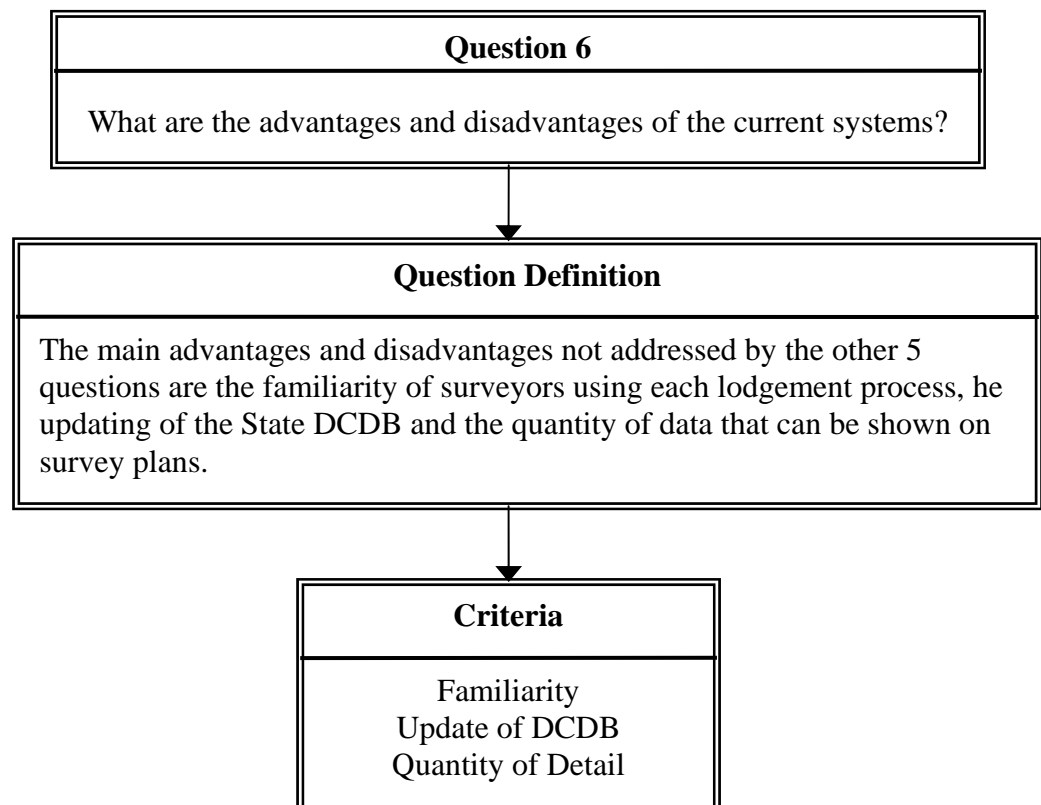 Question 6
What are the advantages and disadvantages of the current systems?
Question Definition
The main advantages and disadvantages not addressed by the other 5
questions are the familiarity of surveyors using each lodgement process, he
updating of the State DCDB and the quantity of data that can be shown on
survey plans.
Criteria
Familiarity
Update of DCDB
Quantity of Detail